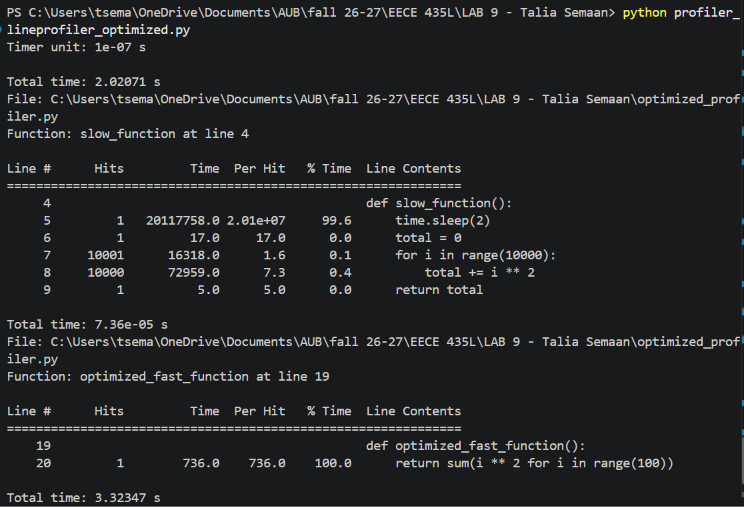 PS C:\Users\tsema\OneDrive\Documents\AUB\fall 26-27\EECE 435L\LAB 9 - Talia Semaan> python profiler_
lineprofiler_optimized.py
Timer unit: 1e-07 s
Total time: 2.02071 s
File: C:\Users\tsema\OneDrive\Documents\AUB\fall 26-27\EECE 435L\LAB 9 - Talia Semaan\optimized_prof
iler.py
Function: slow_function at line 4
Line #      Hits         Time  Per Hit   % Time  Line Contents
==============================================================
     4                                           def slow_function():
     5         1   20117758.0 2.01e+07     99.6      time.sleep(2)
     6         1         17.0     17.0      0.0      total = 0
     7     10001      16318.0      1.6      0.1      for i in range(10000):
     8     10000      72959.0      7.3      0.4          total += i ** 2
     9         1          5.0      5.0      0.0      return total
Total time: 7.36e-05 s
File: C:\Users\tsema\OneDrive\Documents\AUB\fall 26-27\EECE 435L\LAB 9 - Talia Semaan\optimized_prof
iler.py
Function: optimized_fast_function at line 19
Line #      Hits         Time  Per Hit   % Time  Line Contents
==============================================================
    19                                           def optimized_fast_function():
    20         1        736.0    736.0    100.0      return sum(i ** 2 for i in range(100))
Total time: 3.32347 s